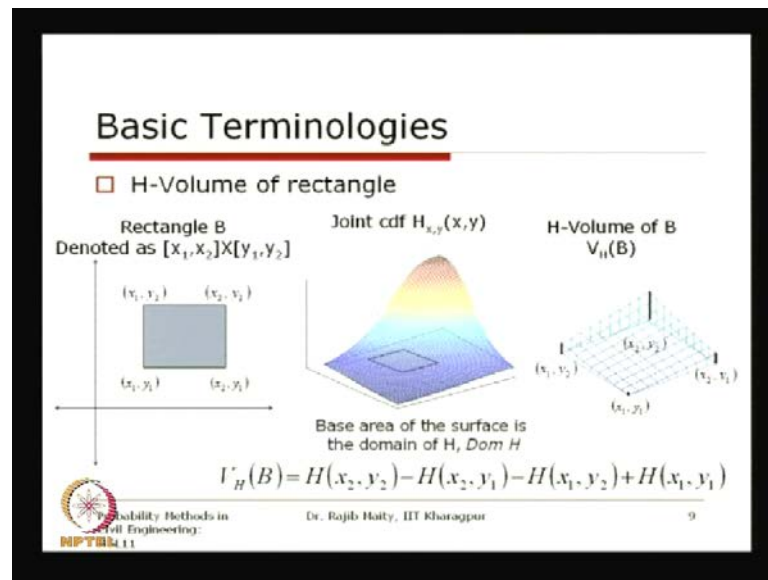 Basic Terminologies
H-Volume of rectangle
Rectangle B
Denoted as [x₁,x₂]X[y₁,y₂]
(x₁, y₂) (x₂, y₂)
(x₁, y₁) (x₂, y₁)
Joint cdf Hₓ,ᵧ(x,y)
Base area of the surface is
the domain of H, Dom H
H-Volume of B
V_H(B)
(x₁, y₂) (x₂, y₂) (x₂, y₁)
(x₁, y₁)
V_H(B)=H(x₂, y₂)−H(x₂, y₁)−H(x₁, y₂)+H(x₁, y₁)
Probability Methods in
Civil Engineering:
Dr. Rajib Maity, IIT Kharagpur
9
NPTEL